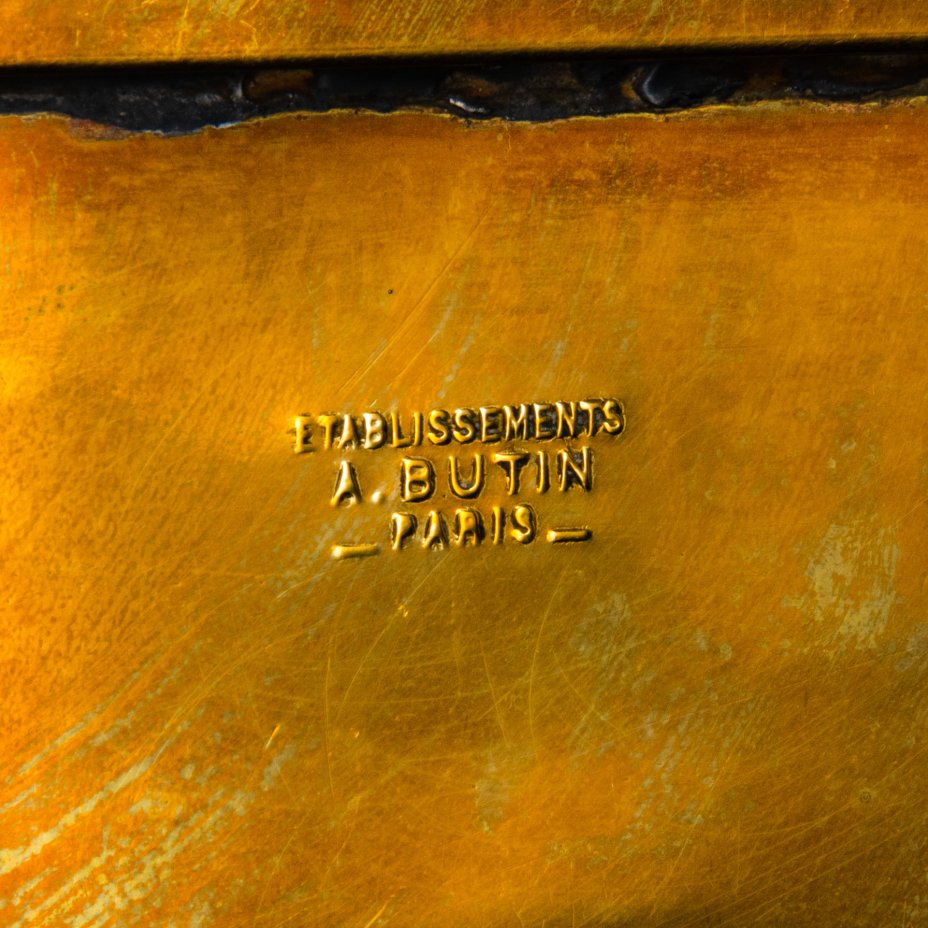 ETABLISSEMENTS
A. BUTIN
_ PARIS _